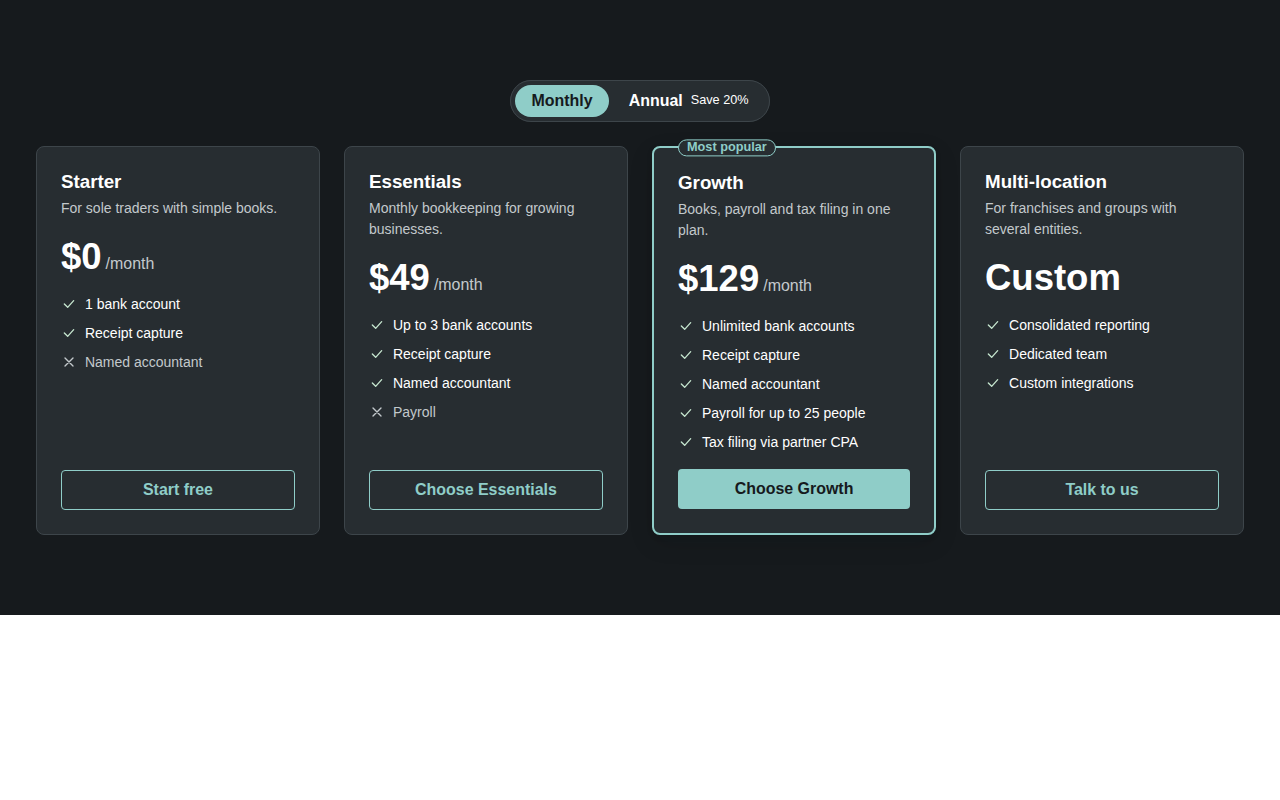 Monthly
Annual Save 20%
Starter
For sole traders with simple books.
$0 /month
1 bank account
Receipt capture
Named accountant
Start free
Essentials
Monthly bookkeeping for growing
businesses.
$49 /month
Up to 3 bank accounts
Receipt capture
Named accountant
Payroll
Choose Essentials
Most popular
Growth
Books, payroll and tax filing in one
plan.
$129 /month
Unlimited bank accounts
Receipt capture
Named accountant
Payroll for up to 25 people
Tax filing via partner CPA
Choose Growth
Multi-location
For franchises and groups with
several entities.
Custom
Consolidated reporting
Dedicated team
Custom integrations
Talk to us